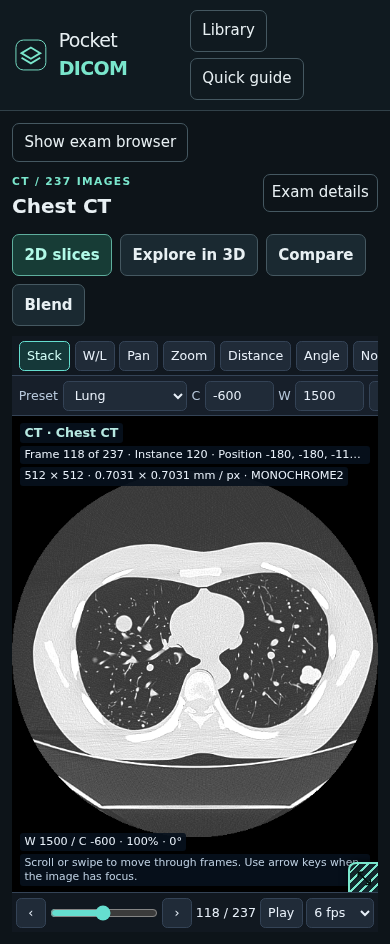 Pocket
DICOM
Library
Quick guide
Show exam browser
CT / 237 IMAGES
Chest CT
Exam details
2D slices
Explore in 3D
Compare
Blend
Stack
W/L
Pan
Zoom
Distance
Angle
No
Preset
Lung
C
-600
W
1500
CT · Chest CT
Frame 118 of 237 · Instance 120 · Position -180, -180, -11…
512 × 512 · 0.7031 × 0.7031 mm / px · MONOCHROME2
W 1500 / C -600 · 100% · 0°
Scroll or swipe to move through frames. Use arrow keys when
the image has focus.
‹
›
118 / 237
Play
6 fps